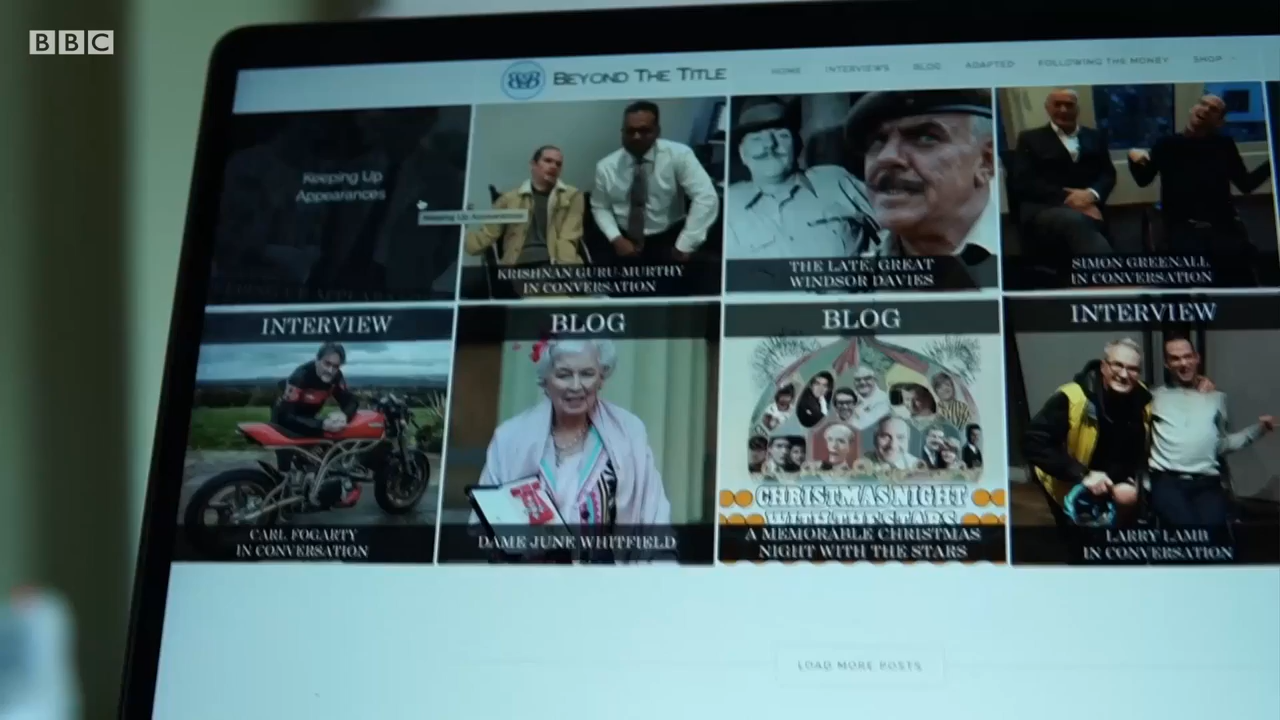 BBC
BEYOND THE TITLE
HOME INTERVIEWS BLOG ADAPTED FOLLOWING THE MONEY SHOP
Keeping Up
Appearances
Keeping Up Appearances
KRISHNAN GURU-MURTHY
IN CONVERSATION
THE LATE, GREAT
WINDSOR DAVIES
SIMON GREENALL
IN CONVERSATION
INTERVIEW
CARL FOGARTY
IN CONVERSATION
BLOG
DAME JUNE WHITFIELD
BLOG
CHRISTMAS NIGHT
WITH THE STARS
A MEMORABLE CHRISTMAS
NIGHT WITH THE STARS
INTERVIEW
LARRY LAMB
IN CONVERSATION
LOAD MORE POSTS